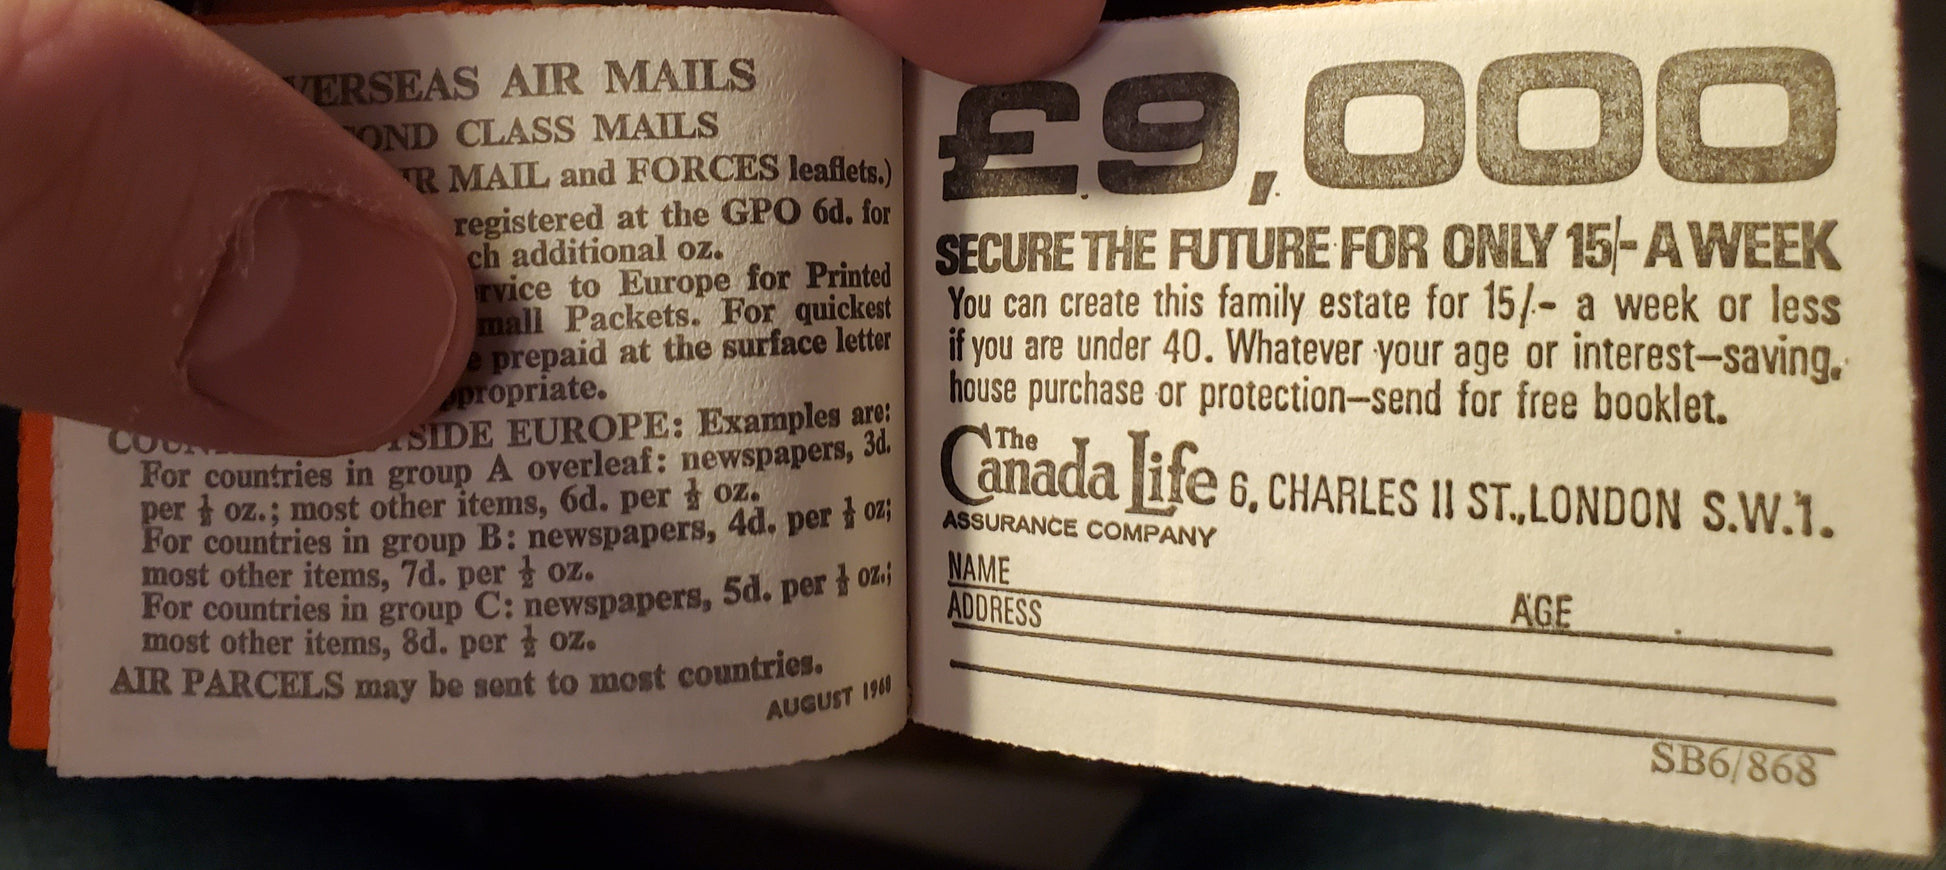 VERSEAS AIR MAILS
OND CLASS MAILS
R MAIL and FORCES leaflets.)
registered at the GPO 6d. for
ch additional oz.
rvice to Europe for Printed
mall Packets. For quickest
e prepaid at the surface letter
propriate.
SIDE EUROPE: Examples are:
For countries in group A overleaf: newspapers, 3d.
per ½ oz.; most other items, 6d. per ½ oz.
For countries in group B: newspapers, 4d. per ½ oz;
most other items, 7d. per ½ oz.
For countries in group C: newspapers, 5d. per ½ oz.;
most other items, 8d. per ½ oz.
AIR PARCELS may be sent to most countries.
AUGUST 1968
£9,000
SECURE THE FUTURE FOR ONLY 15/- A WEEK
You can create this family estate for 15/- a week or less
if you are under 40. Whatever your age or interest—saving,
house purchase or protection—send for free booklet.
The
Canada Life 6, CHARLES II ST., LONDON S.W.1.
ASSURANCE COMPANY
NAME
AGE
ADDRESS
SB6/868